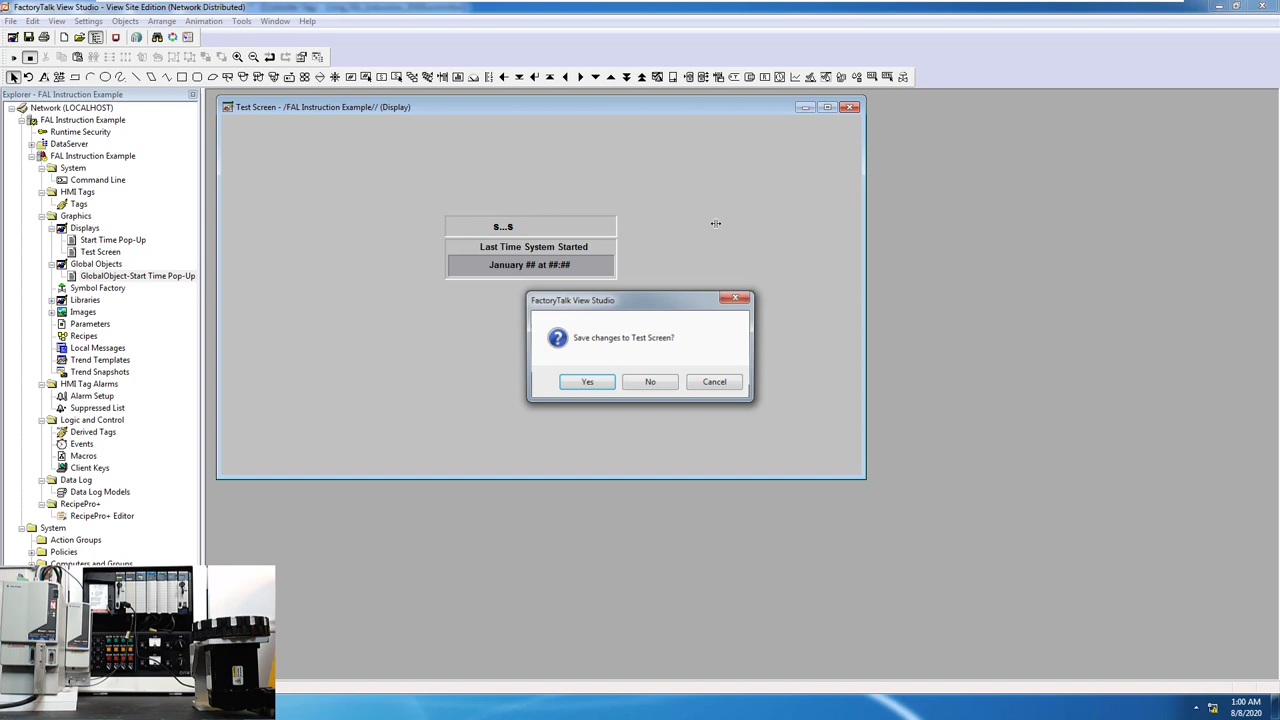 FactoryTalk View Studio - View Site Edition (Network Distributed)
File Edit View Settings Objects Arrange Animation Tools Window Help
Explorer - FAL Instruction Example
Network (LOCALHOST)
FAL Instruction Example
Runtime Security
DataServer
FAL Instruction Example
System
Command Line
HMI Tags
Tags
Graphics
Displays
Start Time Pop-Up
Test Screen
Global Objects
GlobalObject-Start Time Pop-Up
Symbol Factory
Libraries
Images
Parameters
Recipes
Local Messages
Trend Templates
Trend Snapshots
HMI Tag Alarms
Alarm Setup
Suppressed List
Logic and Control
Derived Tags
Events
Macros
Client Keys
Data Log
Data Log Models
RecipePro+
RecipePro+ Editor
System
Action Groups
Policies
Computers and Groups
Test Screen - /FAL Instruction Example// (Display)
s...s
Last Time System Started
January ## at ##:##
FactoryTalk View Studio
Save changes to Test Screen?
Yes No Cancel
1:00 AM
8/8/2020